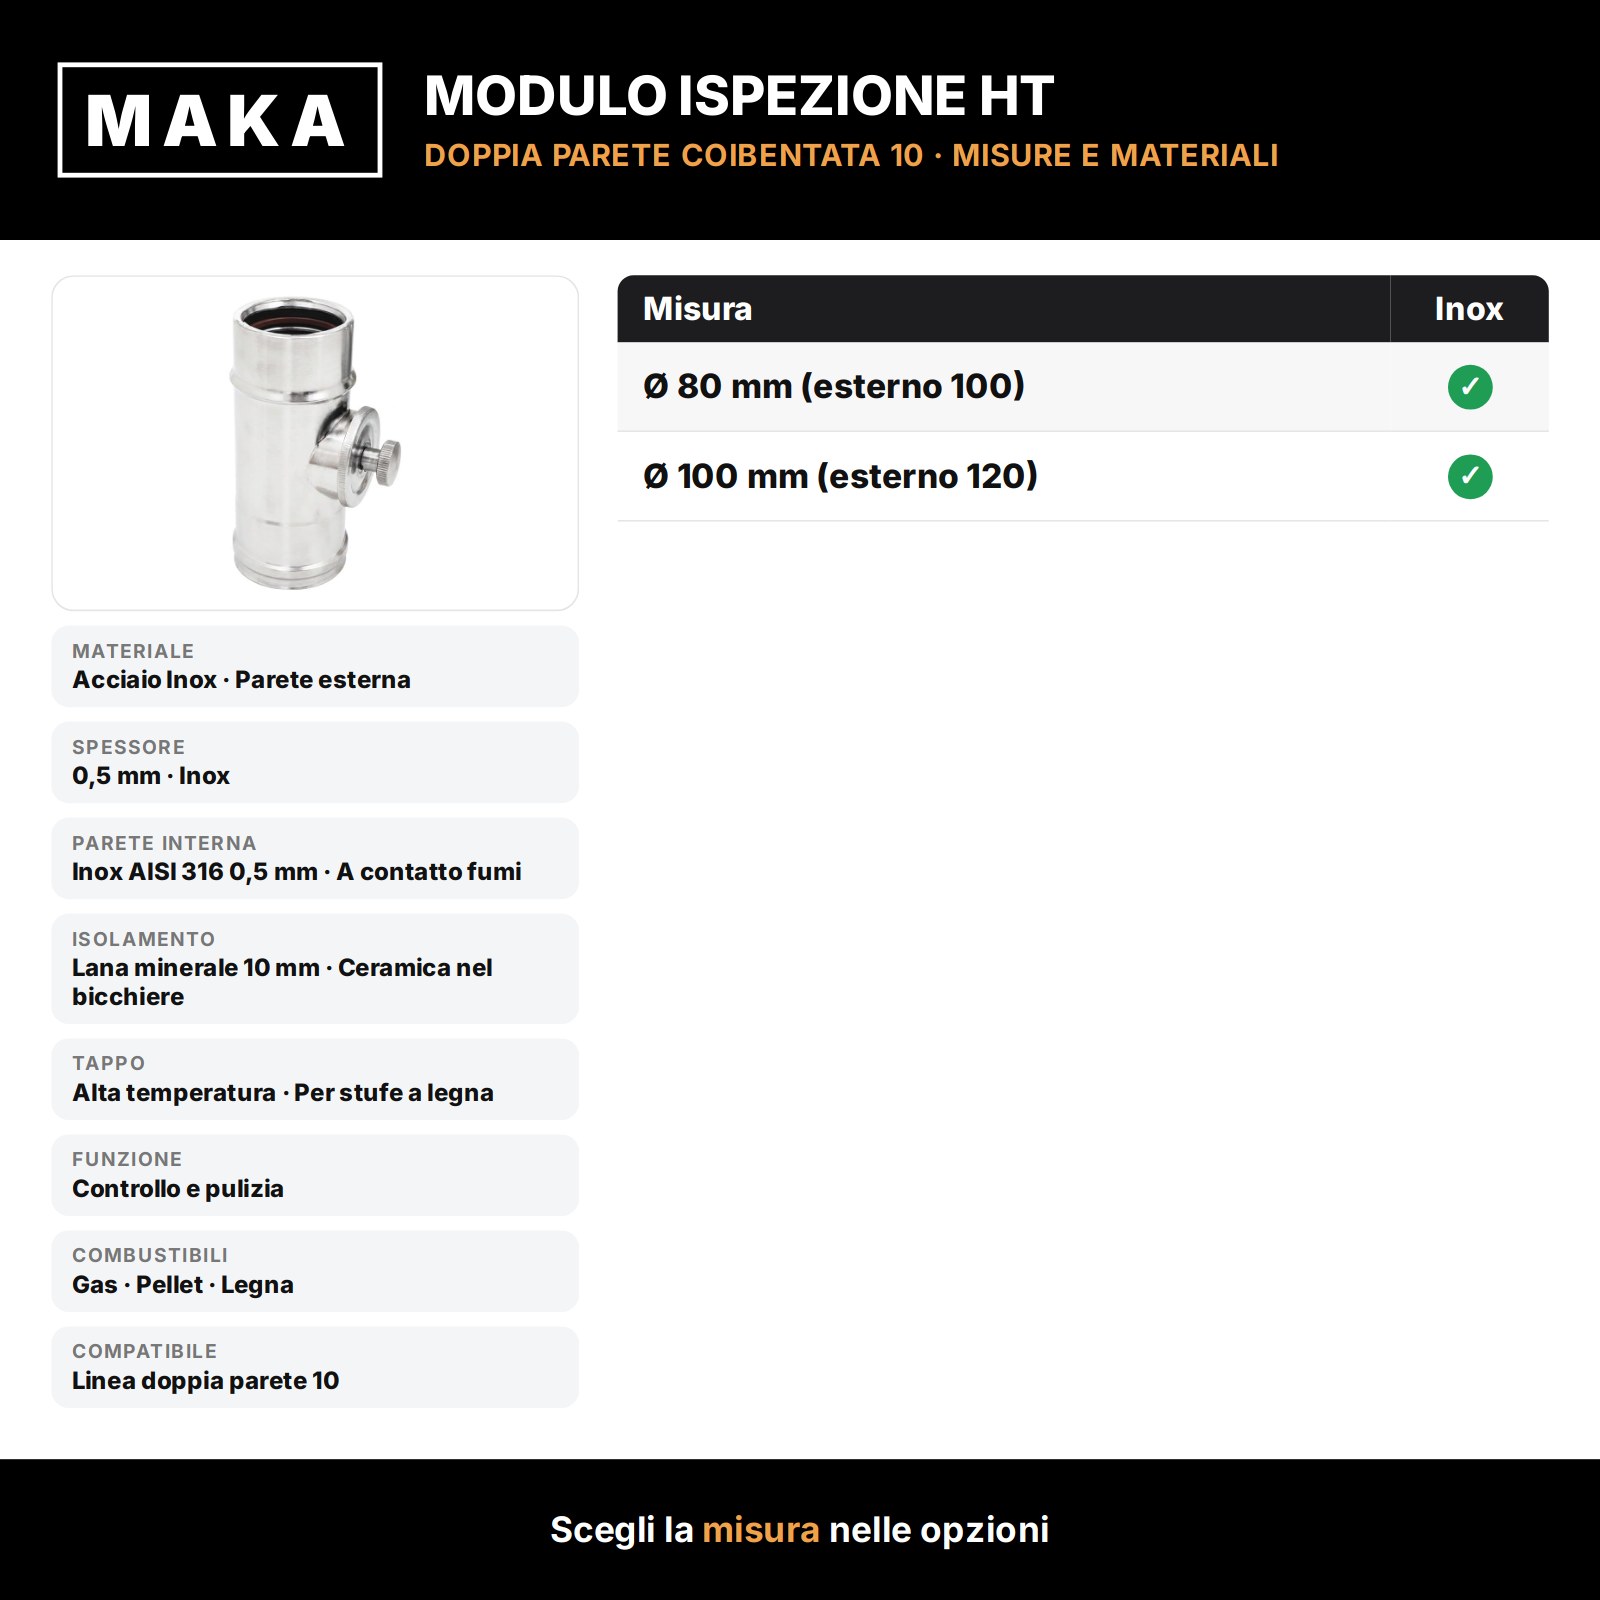 MAKA
MODULO ISPEZIONE HT
DOPPIA PARETE COIBENTATA 10 · MISURE E MATERIALI
Misura Inox
Ø 80 mm (esterno 100) ✓
Ø 100 mm (esterno 120) ✓
MATERIALE
Acciaio Inox · Parete esterna
SPESSORE
0,5 mm · Inox
PARETE INTERNA
Inox AISI 316 0,5 mm · A contatto fumi
ISOLAMENTO
Lana minerale 10 mm · Ceramica nel
bicchiere
TAPPO
Alta temperatura · Per stufe a legna
FUNZIONE
Controllo e pulizia
COMBUSTIBILI
Gas · Pellet · Legna
COMPATIBILE
Linea doppia parete 10
Scegli la misura nelle opzioni